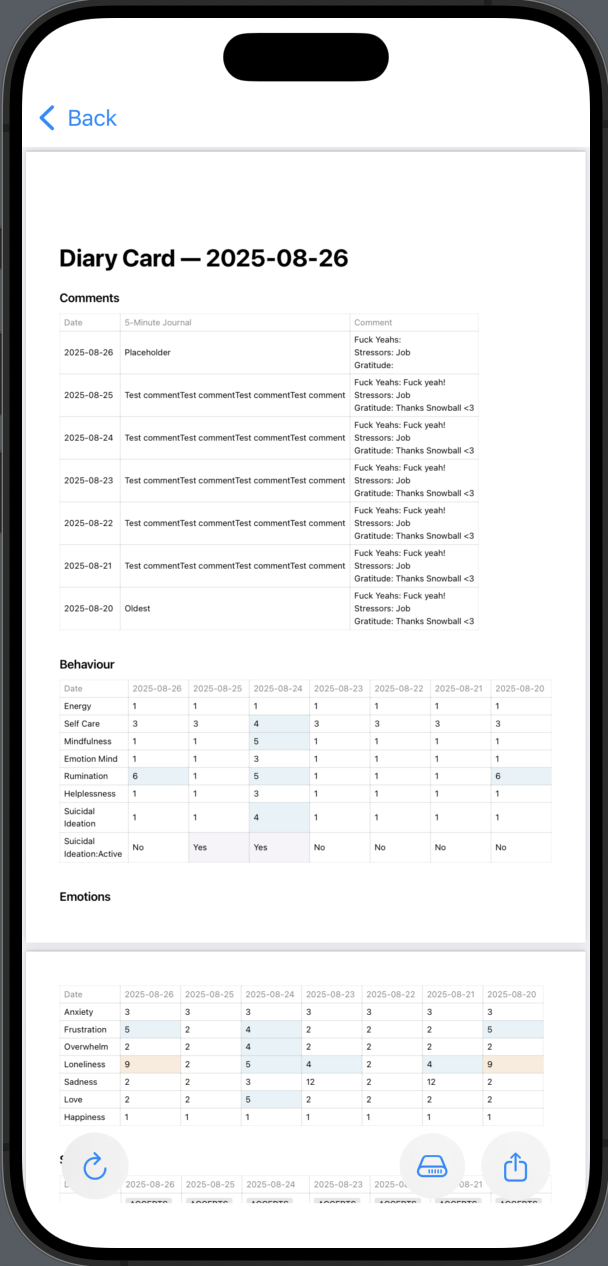 Back
Diary Card — 2025-08-26
Comments
Date 5-Minute Journal Comment
2025-08-26 Placeholder Fuck Yeahs:
Stressors: Job
Gratitude:
2025-08-25 Test commentTest commentTest commentTest comment Fuck Yeahs: Fuck yeah!
Stressors: Job
Gratitude: Thanks Snowball <3
2025-08-24 Test commentTest commentTest commentTest comment Fuck Yeahs: Fuck yeah!
Stressors: Job
Gratitude: Thanks Snowball <3
2025-08-23 Test commentTest commentTest commentTest comment Fuck Yeahs: Fuck yeah!
Stressors: Job
Gratitude: Thanks Snowball <3
2025-08-22 Test commentTest commentTest commentTest comment Fuck Yeahs: Fuck yeah!
Stressors: Job
Gratitude: Thanks Snowball <3
2025-08-21 Test commentTest commentTest commentTest comment Fuck Yeahs: Fuck yeah!
Stressors: Job
Gratitude: Thanks Snowball <3
2025-08-20 Oldest Fuck Yeahs: Fuck yeah!
Stressors: Job
Gratitude: Thanks Snowball <3
Behaviour
Date 2025-08-26 2025-08-25 2025-08-24 2025-08-23 2025-08-22 2025-08-21 2025-08-20
Energy 1 1 1 1 1 1 1
Self Care 3 3 4 3 3 3 3
Mindfulness 1 1 5 1 1 1 1
Emotion Mind 1 1 3 1 1 1 1
Rumination 6 1 5 1 1 1 6
Helplessness 1 1 3 1 1 1 1
Suicidal
Ideation 1 1 4 1 1 1 1
Suicidal
Ideation:Active No Yes Yes No No No No
Emotions
Date 2025-08-26 2025-08-25 2025-08-24 2025-08-23 2025-08-22 2025-08-21 2025-08-20
Anxiety 3 3 3 3 3 3 3
Frustration 5 2 4 2 2 2 5
Overwhelm 2 2 4 2 2 2 2
Loneliness 9 2 5 4 2 4 9
Sadness 2 2 3 12 2 12 2
Love 2 2 5 2 2 2 2
Happiness 1 1 1 1 1 1 1
2025-08-26 2025-08-25 2025-08-24 2025-08-23 2025-08-20